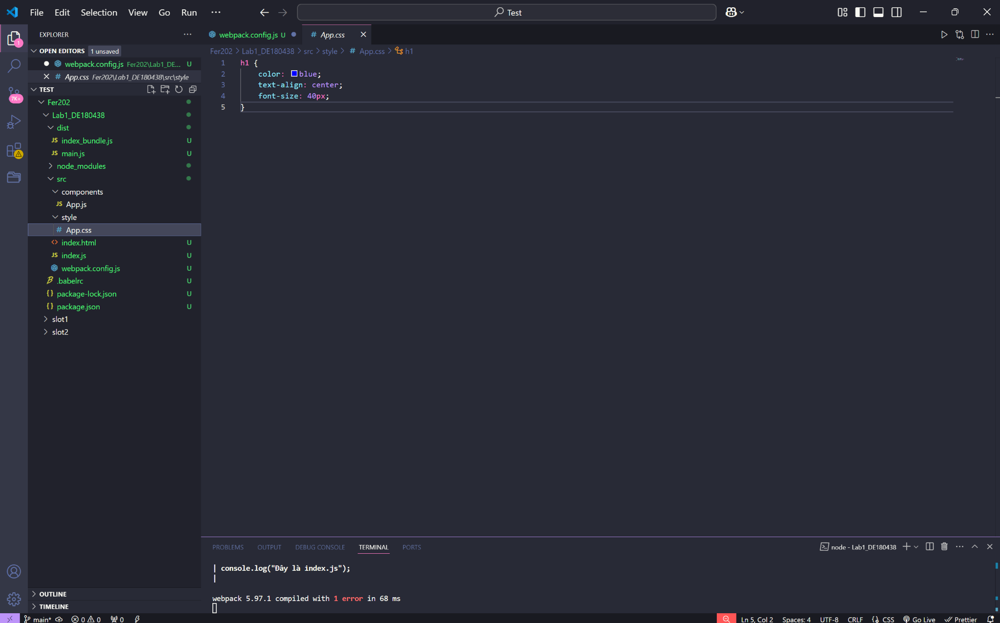 File Edit Selection View Go Run ···
Test
EXPLORER ···
OPEN EDITORS 1 unsaved
webpack.config.js Fer202\Lab1_DE... U
App.css Fer202\Lab1_DE180438\src\style
TEST
Fer202
Lab1_DE180438
dist
JS index_bundle.js U
JS main.js U
node_modules
src
components
JS App.js
style
# App.css
<> index.html U
JS index.js U
webpack.config.js U
.babelrc U
{} package-lock.json U
{} package.json U
slot1
slot2
OUTLINE
TIMELINE
1
7K+
webpack.config.js U
# App.css
Fer202 > Lab1_DE180438 > src > style > # App.css > h1
1 h1 {
2 color: blue;
3 text-align: center;
4 font-size: 40px;
5 }
PROBLEMS OUTPUT DEBUG CONSOLE TERMINAL PORTS
node - Lab1_DE180438
| console.log("Đây là index.js");
|
webpack 5.97.1 compiled with 1 error in 68 ms
main* 0 0 0
Ln 5, Col 2 Spaces: 4 UTF-8 CRLF {} CSS Go Live Prettier